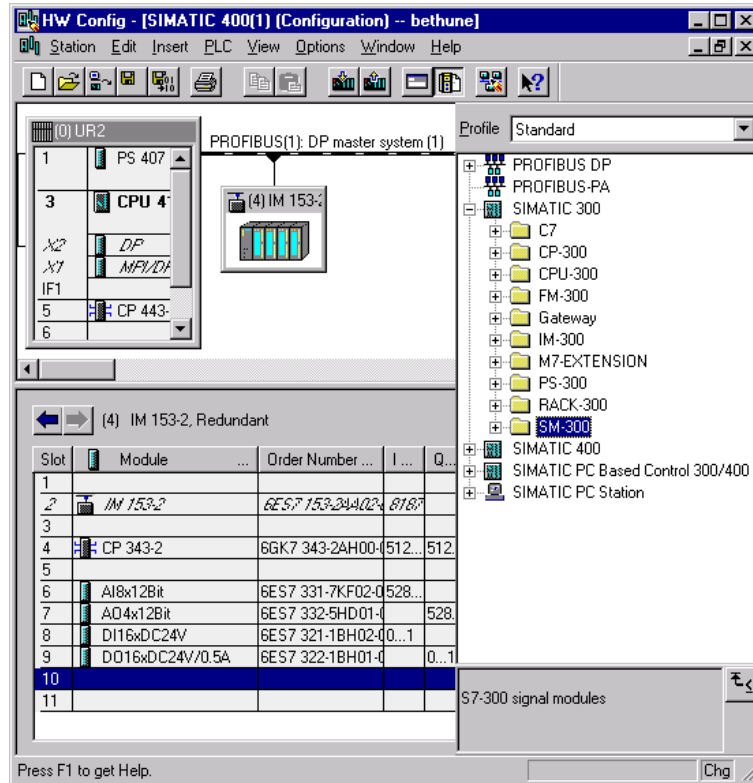 HW Config - [SIMATIC 400(1) (Configuration) -- bethune]
Station Edit Insert PLC View Options Window Help
(0) UR2
1 PS 407
3 CPU 4
X2 DP
X1 MPI/DP
IF1
5 CP 443-
6
PROFIBUS(1): DP master system (1)
(4) IM 153-2
Profile Standard
PROFIBUS DP
PROFIBUS-PA
SIMATIC 300
C7
CP-300
CPU-300
FM-300
Gateway
IM-300
M7-EXTENSION
PS-300
RACK-300
SM-300
SIMATIC 400
SIMATIC PC Based Control 300/400
SIMATIC PC Station
(4) IM 153-2, Redundant
Slot Module ... Order Number ... I ... Q...
1
2 IM 153-2 6ES7 153-2AA02- 8187
3
4 CP 343-2 6GK7 343-2AH00-0 512... 512.
5
6 AI8x12Bit 6ES7 331-7KF02-0 528...
7 AO4x12Bit 6ES7 332-5HD01-0 528.
8 DI16xDC24V 6ES7 321-1BH02-0 0...1
9 DO16xDC24V/0.5A 6ES7 322-1BH01-0 0...1
10
11
S7-300 signal modules
Press F1 to get Help.
Chg